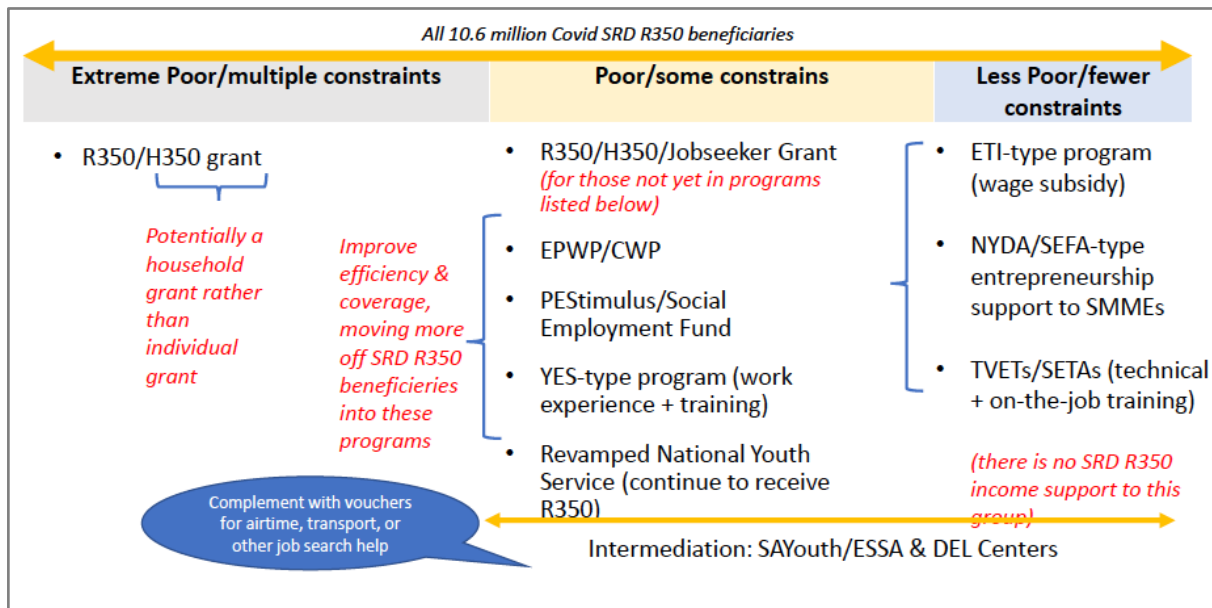 All 10.6 million Covid SRD R350 beneficiaries
Extreme Poor/multiple constraints
Poor/some constrains
Less Poor/fewer
constraints
• R350/H350 grant
Potentially a
household
grant rather
than
individual
grant
Improve
efficiency &
coverage,
moving more
off SRD R350
beneficieries
into these
programs
• R350/H350/Jobseeker Grant
(for those not yet in programs
listed below)
• EPWP/CWP
• PEStimulus/Social
Employment Fund
• YES-type program (work
experience + training)
• Revamped National Youth
Service (continue to receive
R350)
• ETI-type program
(wage subsidy)
• NYDA/SEFA-type
entrepreneurship
support to SMMEs
• TVETs/SETAs (technical
+ on-the-job training)
(there is no SRD R350
income support to this
group)
Complement with vouchers
for airtime, transport, or
other job search help
Intermediation: SAYouth/ESSA & DEL Centers